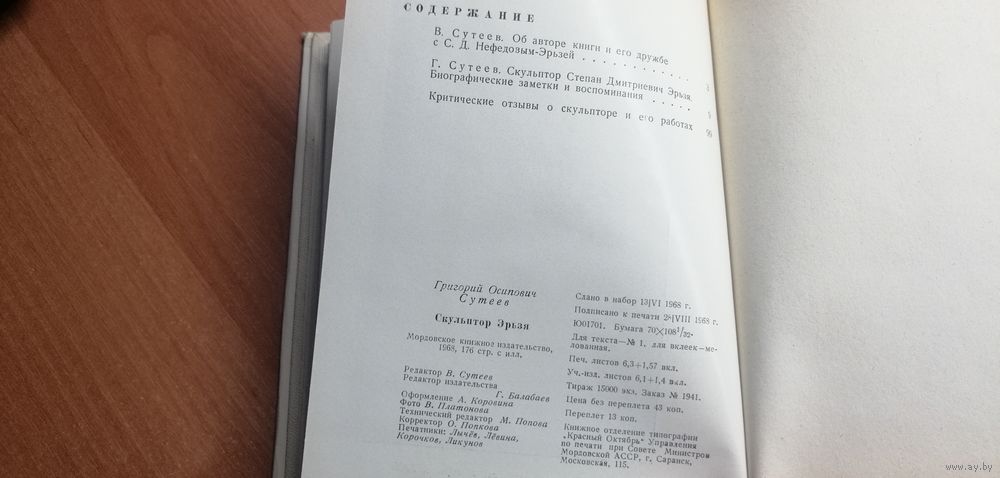 СОДЕРЖАНИЕ
В. Сутеев. Об авторе книги и его дружбе
с С. Д. Нефедовым-Эрьзей . . . . . . . . . . . . 3
Г. Сутеев. Скульптор Степан Дмитриевич Эрьзя.
Биографические заметки и воспоминания . . . . . 9
Критические отзывы о скульпторе и его работах 99
Григорий Осипович
Сутеев
Скульптор Эрьзя
Мордовское книжное издательство,
1968, 176 стр. с илл.
Редактор В. Сутеев
Редактор издательства
Г. Балабаев
Оформление А. Коровина
Фото В. Платонова
Технический редактор М. Попова
Корректор О. Попкова
Печатники: Лычёв, Лёвина,
Корочков, Ликунов
Сдано в набор 13|VI 1968 г.
Подписано к печати 28|VIII 1968 г.
Ю01701. Бумага 70×108¹/₃₂.
Для текста—№ 1, для вклеек—ме-
лованная.
Печ. листов 6,3+1,57 вкл.
Уч.-изд. листов 6,1+1,4 вкл.
Тираж 15000 экз. Заказ № 1941.
Цена без переплета 43 коп.
Переплет 13 коп.
Книжное отделение типографии
„Красный Октябрь" Управления
по печати при Совете Министров
Мордовской АССР, г. Саранск,
Московская, 115.
www.ay.by